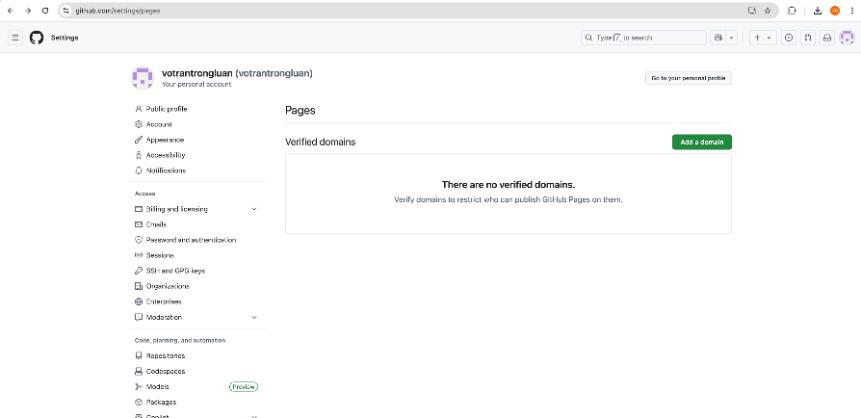 github.com/settings/pages
Settings
Type / to search
votrantrongluan (votrantrongluan)
Your personal account
Go to your personal profile
Public profile
Account
Appearance
Accessibility
Notifications
Access
Billing and licensing
Emails
Password and authentication
Sessions
SSH and GPG keys
Organizations
Enterprises
Moderation
Code, planning, and automation
Repositories
Codespaces
Models
Preview
Packages
Copilot
Pages
Verified domains
Add a domain
There are no verified domains.
Verify domains to restrict who can publish GitHub Pages on them.